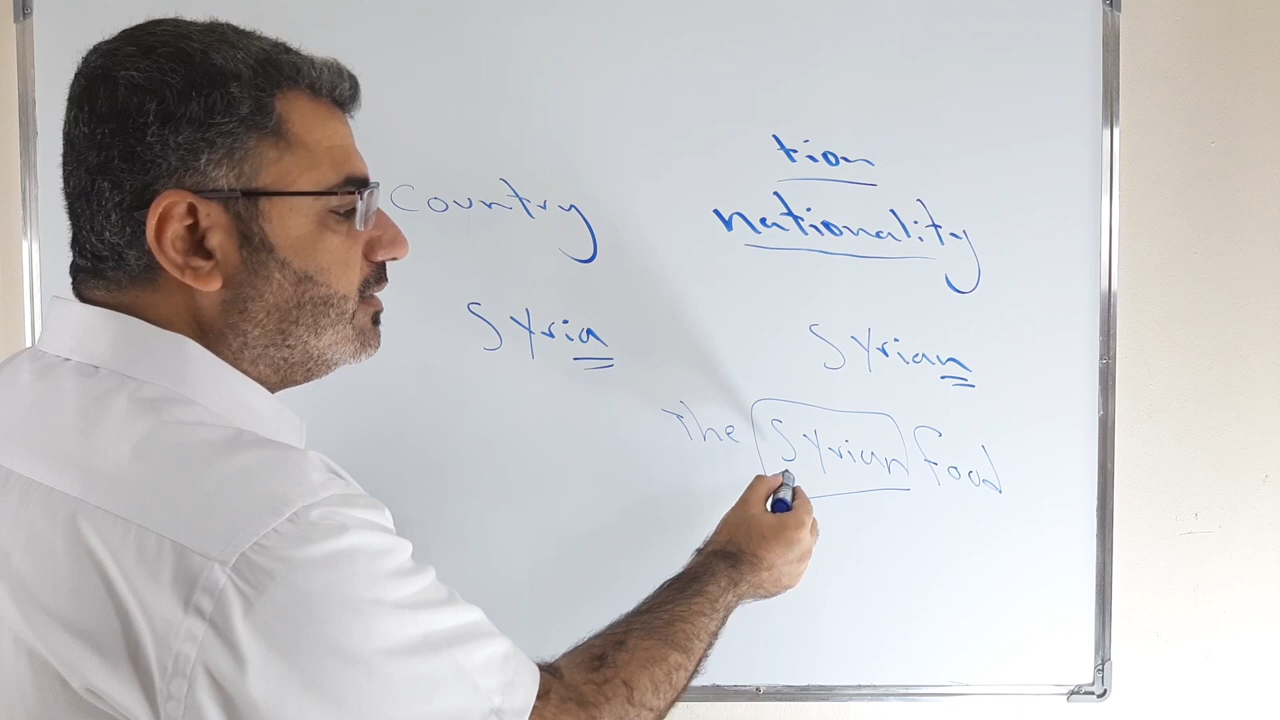 tion
country nationality
Syria Syrian
The Syrian food